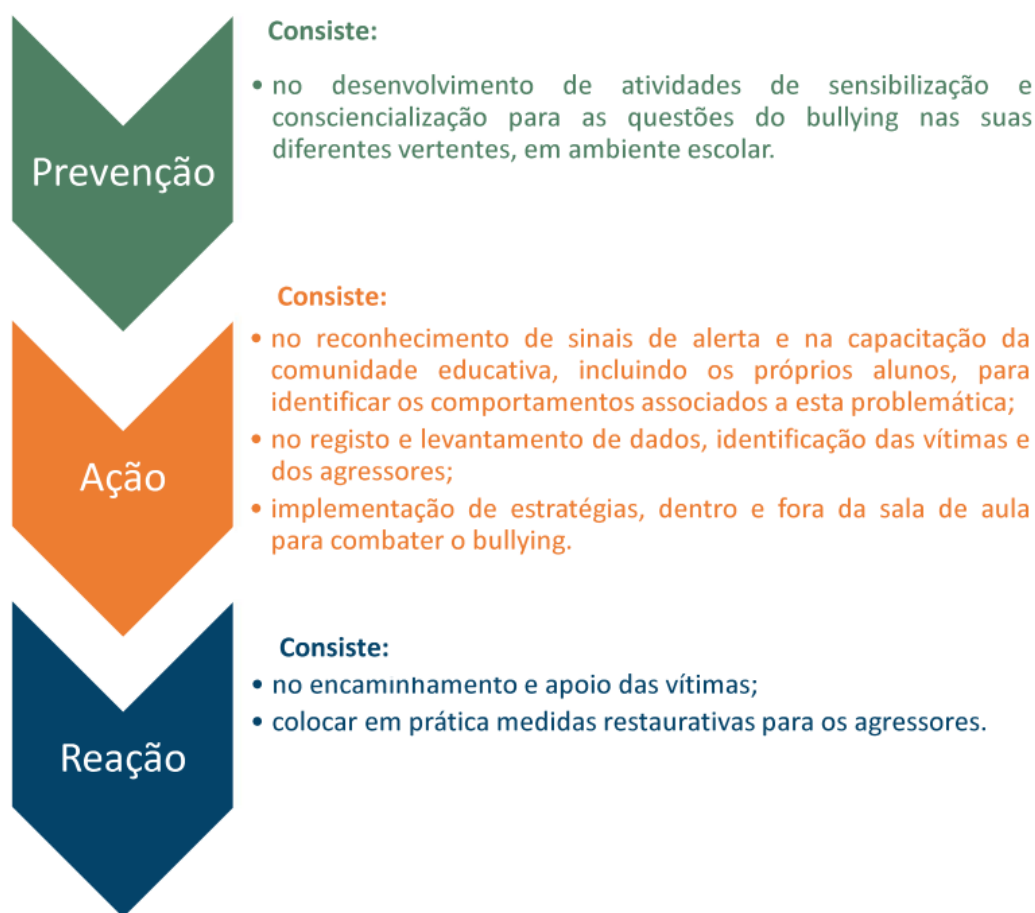 Prevenção
Consiste:
• no desenvolvimento de atividades de sensibilização e
consciencialização para as questões do bullying nas suas
diferentes vertentes, em ambiente escolar.
Ação
Consiste:
• no reconhecimento de sinais de alerta e na capacitação da
comunidade educativa, incluindo os próprios alunos, para
identificar os comportamentos associados a esta problemática;
• no registo e levantamento de dados, identificação das vítimas e
dos agressores;
• implementação de estratégias, dentro e fora da sala de aula
para combater o bullying.
Reação
Consiste:
• no encaminhamento e apoio das vítimas;
• colocar em prática medidas restaurativas para os agressores.